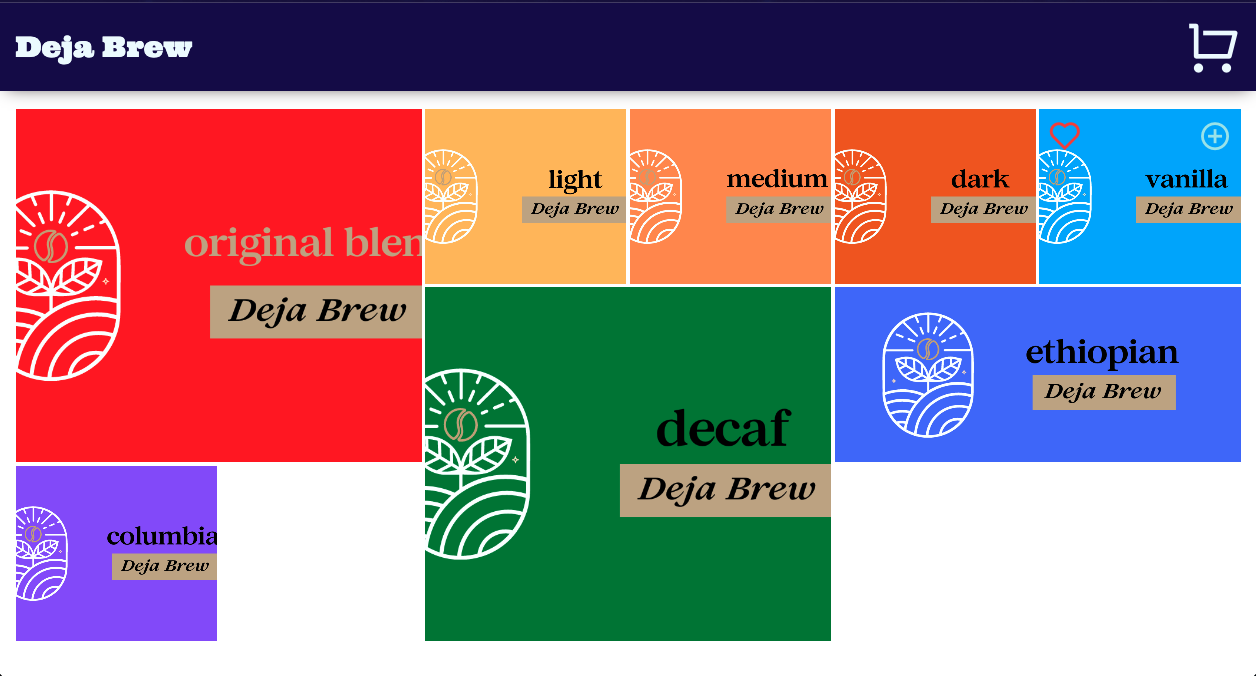 Deja Brew
original blen
Deja Brew
light
Deja Brew
medium
Deja Brew
dark
Deja Brew
vanilla
Deja Brew
decaf
Deja Brew
ethiopian
Deja Brew
columbia
Deja Brew